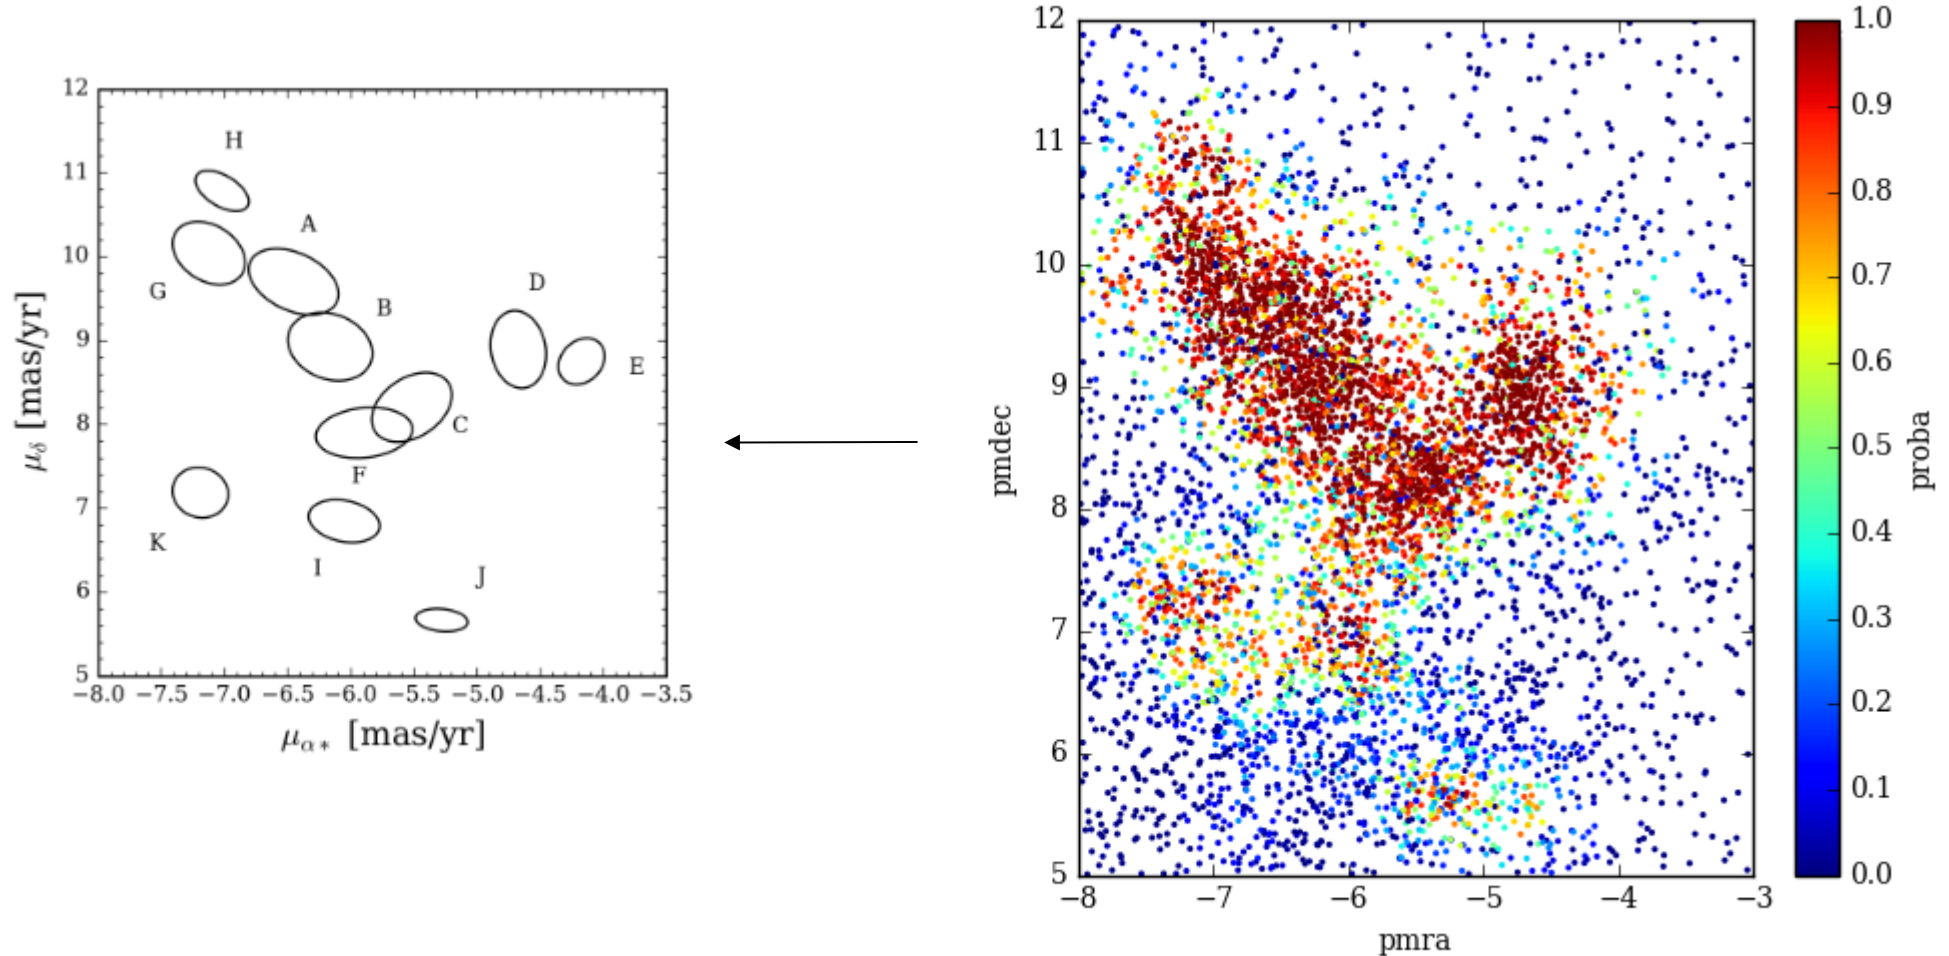 12
11
10
9
8
7
6
5
μδ [mas/yr]
H
A
G
B
D
E
C
F
K
I
J
−8.0 −7.5 −7.0 −6.5 −6.0 −5.5 −5.0 −4.5 −4.0 −3.5
μα* [mas/yr]
12
11
10
9
8
7
6
5
pmdec
−8 −7 −6 −5 −4 −3
pmra
1.0
0.9
0.8
0.7
0.6
0.5
0.4
0.3
0.2
0.1
0.0
proba